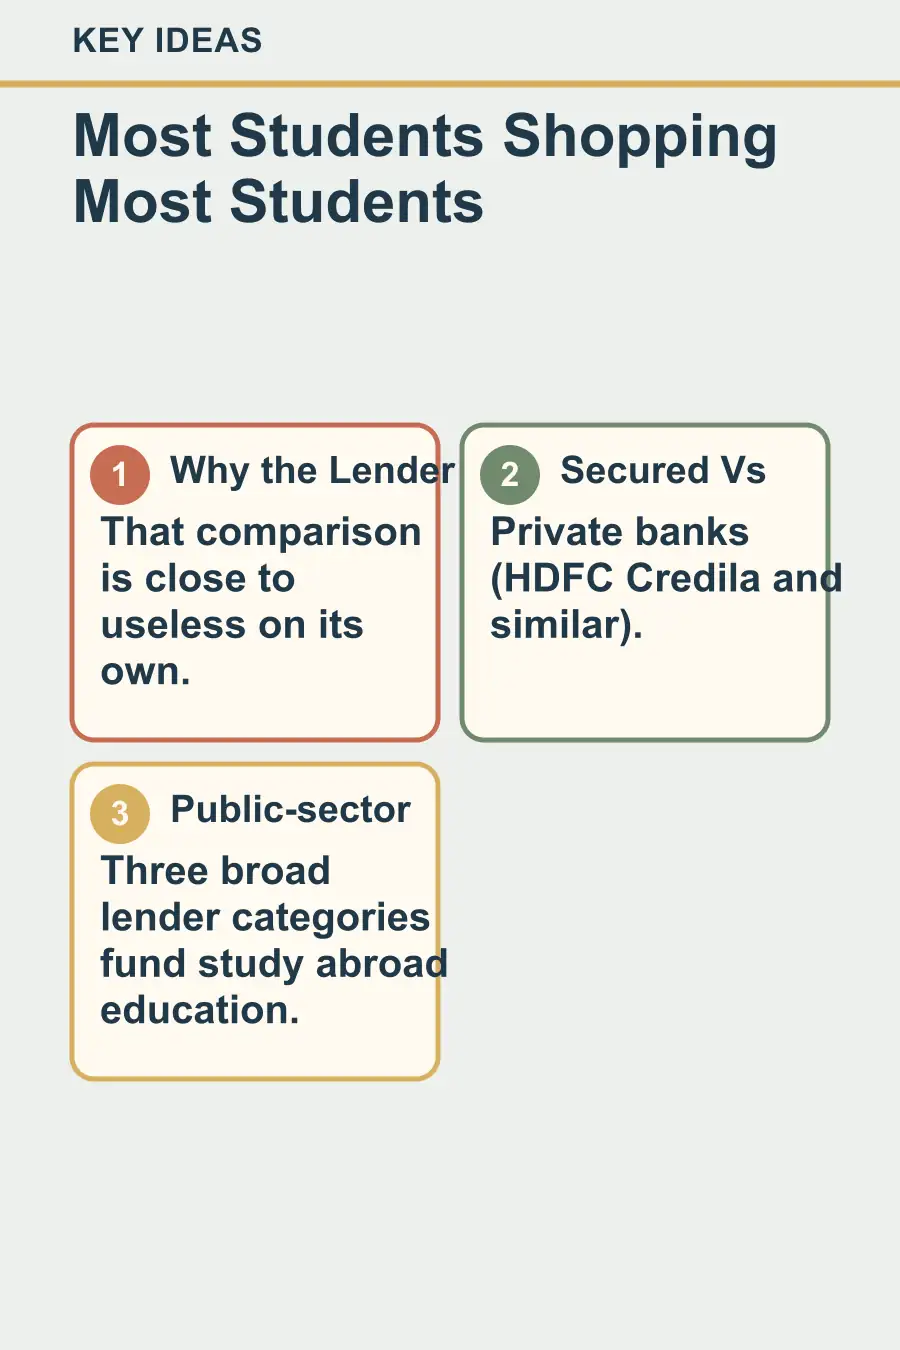 KEY IDEAS
Most Students Shopping
Most Students
1 Why the Lender
That comparison
is close to
useless on its
own.
2 Secured Vs
Private banks
(HDFC Credila and
similar).
3 Public-sector
Three broad
lender categories
fund study abroad
education.